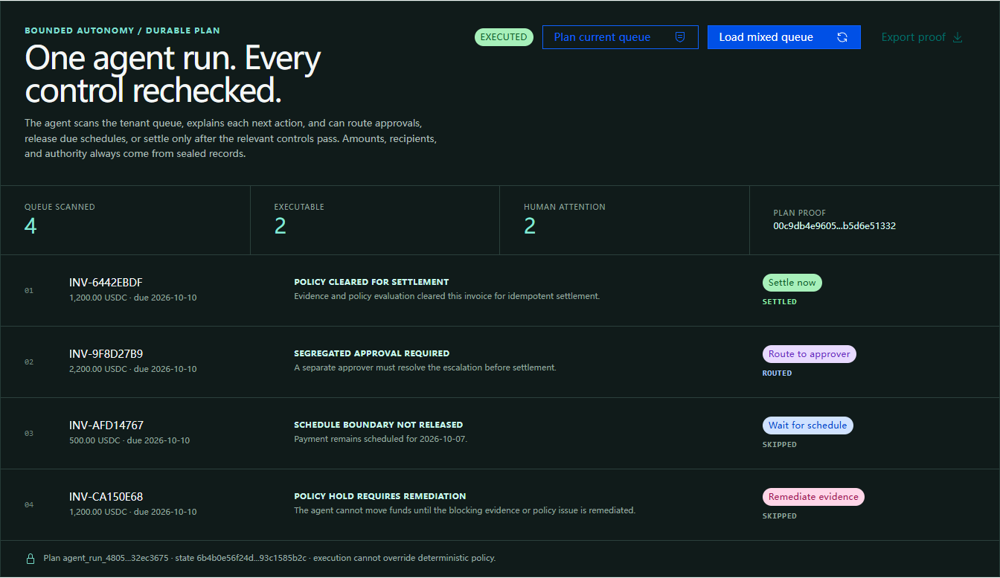 BOUNDED AUTONOMY / DURABLE PLAN
EXECUTED
Plan current queue
Load mixed queue
Export proof
One agent run. Every
control rechecked.
The agent scans the tenant queue, explains each next action, and can route approvals,
release due schedules, or settle only after the relevant controls pass. Amounts, recipients,
and authority always come from sealed records.
QUEUE SCANNED
4
EXECUTABLE
2
HUMAN ATTENTION
2
PLAN PROOF
00c9db4e9605...b5d6e51332
01
INV-6442EBDF
1,200.00 USDC · due 2026-10-10
POLICY CLEARED FOR SETTLEMENT
Evidence and policy evaluation cleared this invoice for idempotent settlement.
Settle now
SETTLED
02
INV-9F8D27B9
2,200.00 USDC · due 2026-10-10
SEGREGATED APPROVAL REQUIRED
A separate approver must resolve the escalation before settlement.
Route to approver
ROUTED
03
INV-AFD14767
500.00 USDC · due 2026-10-10
SCHEDULE BOUNDARY NOT RELEASED
Payment remains scheduled for 2026-10-07.
Wait for schedule
SKIPPED
04
INV-CA150E68
1,200.00 USDC · due 2026-10-10
POLICY HOLD REQUIRES REMEDIATION
The agent cannot move funds until the blocking evidence or policy issue is remediated.
Remediate evidence
SKIPPED
Plan agent_run_4805...32ec3675 · state 6b4b0e56f24d...93c1585b2c · execution cannot override deterministic policy.